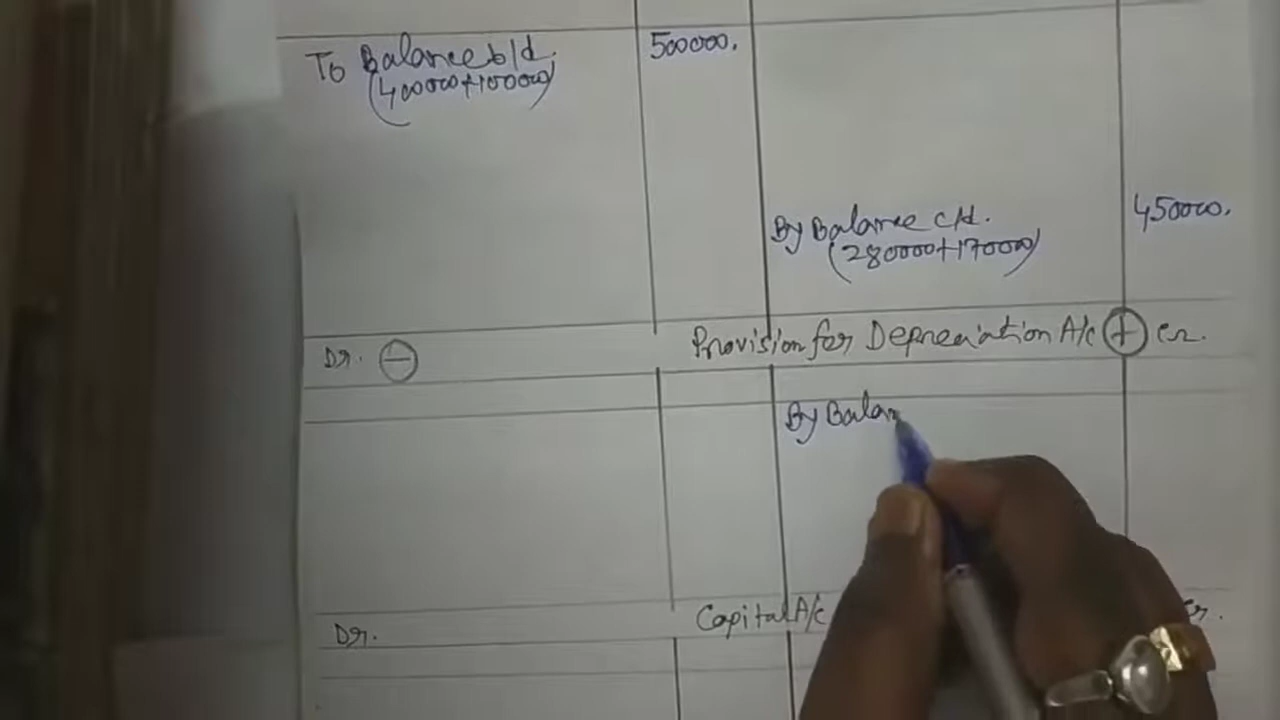 To Balance b/d. 500000.
(400000+100000)
By Balance c/d. 450000.
(280000+170000)
Dr. ⊖ Provision for Depreciation A/c ⊕ Cr.
By Balan
Dr. Capital A/c Cr.